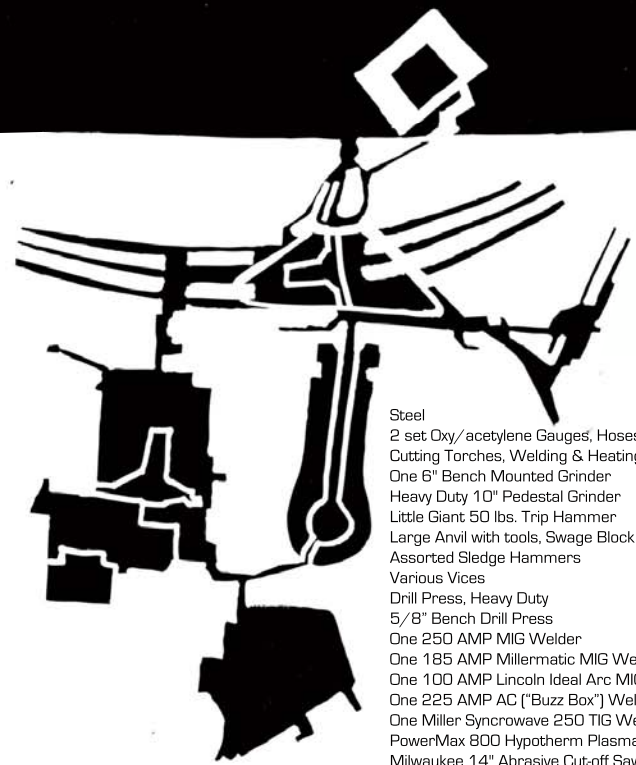 Steel
2 set Oxy/acetylene Gauges, Hoses
Cutting Torches, Welding & Heating
One 6" Bench Mounted Grinder
Heavy Duty 10" Pedestal Grinder
Little Giant 50 lbs. Trip Hammer
Large Anvil with tools, Swage Block
Assorted Sledge Hammers
Various Vices
Drill Press, Heavy Duty
5/8” Bench Drill Press
One 250 AMP MIG Welder
One 185 AMP Millermatic MIG
One 100 AMP Lincoln Ideal Arc
One 225 AMP AC (“Buzz Box”)
One Miller Syncrowave 250 TIG
PowerMax 800 Hypotherm
Milwaukee 14" Abrasive Cut-off Saw